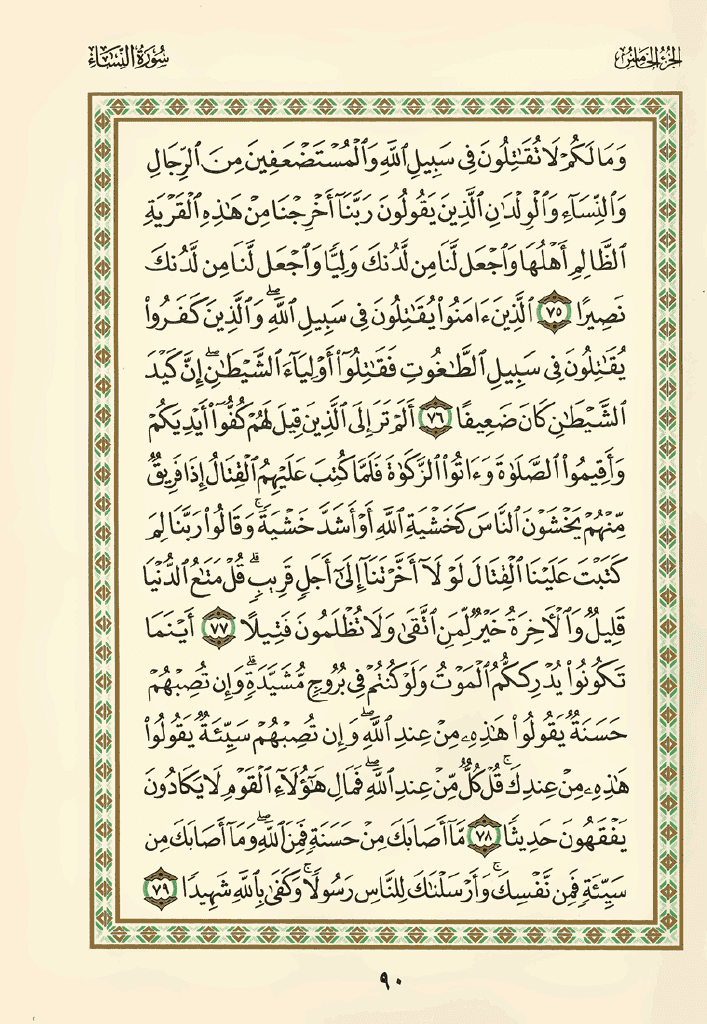 الجزء الخامس
سورة النساء
وَمَا لَكُمْ لَا تُقَٰتِلُونَ فِى سَبِيلِ ٱللَّهِ وَٱلْمُسْتَضْعَفِينَ مِنَ ٱلرِّجَالِ
وَٱلنِّسَآءِ وَٱلْوِلْدَٰنِ ٱلَّذِينَ يَقُولُونَ رَبَّنَآ أَخْرِجْنَا مِنْ هَٰذِهِ ٱلْقَرْيَةِ
ٱلظَّالِمِ أَهْلُهَا وَٱجْعَل لَّنَا مِن لَّدُنكَ وَلِيًّا وَٱجْعَل لَّنَا مِن لَّدُنكَ
نَصِيرًا ٧٥ ٱلَّذِينَ ءَامَنُوا۟ يُقَٰتِلُونَ فِى سَبِيلِ ٱللَّهِ ۖ وَٱلَّذِينَ كَفَرُوا۟
يُقَٰتِلُونَ فِى سَبِيلِ ٱلطَّٰغُوتِ فَقَٰتِلُوٓا۟ أَوْلِيَآءَ ٱلشَّيْطَٰنِ ۖ إِنَّ كَيْدَ
ٱلشَّيْطَٰنِ كَانَ ضَعِيفًا ٧٦ أَلَمْ تَرَ إِلَى ٱلَّذِينَ قِيلَ لَهُمْ كُفُّوٓا۟ أَيْدِيَكُمْ
وَأَقِيمُوا۟ ٱلصَّلَوٰةَ وَءَاتُوا۟ ٱلزَّكَوٰةَ فَلَمَّا كُتِبَ عَلَيْهِمُ ٱلْقِتَالُ إِذَا فَرِيقٌ
مِّنْهُمْ يَخْشَوْنَ ٱلنَّاسَ كَخَشْيَةِ ٱللَّهِ أَوْ أَشَدَّ خَشْيَةً ۚ وَقَالُوا۟ رَبَّنَا لِمَ
كَتَبْتَ عَلَيْنَا ٱلْقِتَالَ لَوْلَآ أَخَّرْتَنَآ إِلَىٰٓ أَجَلٍ قَرِيبٍ ۗ قُلْ مَتَٰعُ ٱلدُّنْيَا
قَلِيلٌ وَٱلْـَٔاخِرَةُ خَيْرٌ لِّمَنِ ٱتَّقَىٰ وَلَا تُظْلَمُونَ فَتِيلًا ٧٧ أَيْنَمَا
تَكُونُوا۟ يُدْرِككُّمُ ٱلْمَوْتُ وَلَوْ كُنتُمْ فِى بُرُوجٍ مُّشَيَّدَةٍ ۗ وَإِن تُصِبْهُمْ
حَسَنَةٌ يَقُولُوا۟ هَٰذِهِۦ مِنْ عِندِ ٱللَّهِ ۖ وَإِن تُصِبْهُمْ سَيِّئَةٌ يَقُولُوا۟
هَٰذِهِۦ مِنْ عِندِكَ ۚ قُلْ كُلٌّ مِّنْ عِندِ ٱللَّهِ ۖ فَمَالِ هَٰٓؤُلَآءِ ٱلْقَوْمِ لَا يَكَادُونَ
يَفْقَهُونَ حَدِيثًا ٧٨ مَّآ أَصَابَكَ مِنْ حَسَنَةٍ فَمِنَ ٱللَّهِ ۖ وَمَآ أَصَابَكَ مِن
سَيِّئَةٍ فَمِن نَّفْسِكَ ۚ وَأَرْسَلْنَٰكَ لِلنَّاسِ رَسُولًا ۚ وَكَفَىٰ بِٱللَّهِ شَهِيدًا ٧٩
٩٠